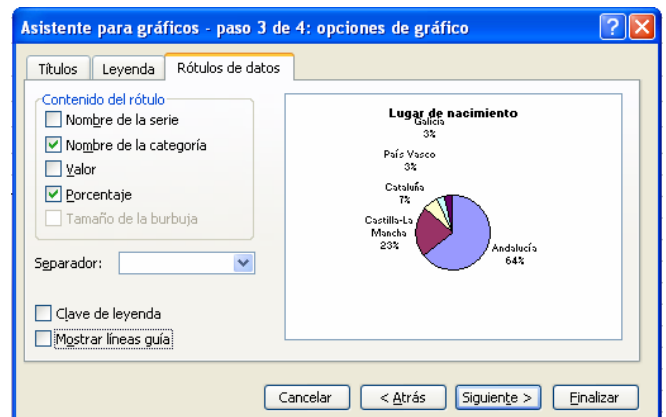 Asistente para gráficos - paso 3 de 4: opciones de gráfico
Títulos
Leyenda
Rótulos de datos
Contenido del rótulo
Nombre de la serie
Nombre de la categoría
Valor
Porcentaje
Tamaño de la burbuja
Separador:
Clave de leyenda
Mostrar líneas guía
Lugar de nacimiento
Galicia
3%
País Vasco
3%
Cataluña
7%
Castilla-La
Mancha
23%
Andalucía
64%
Cancelar
< Atrás
Siguiente >
Finalizar